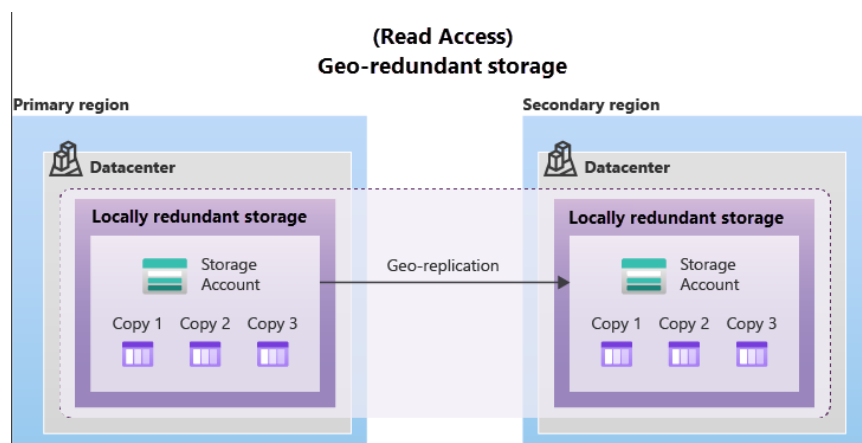 (Read Access)
Geo-redundant storage
Primary region
Secondary region
Datacenter
Datacenter
Locally redundant storage
Locally redundant storage
Storage
Account
Geo-replication
Storage
Account
Copy 1 Copy 2 Copy 3
Copy 1 Copy 2 Copy 3